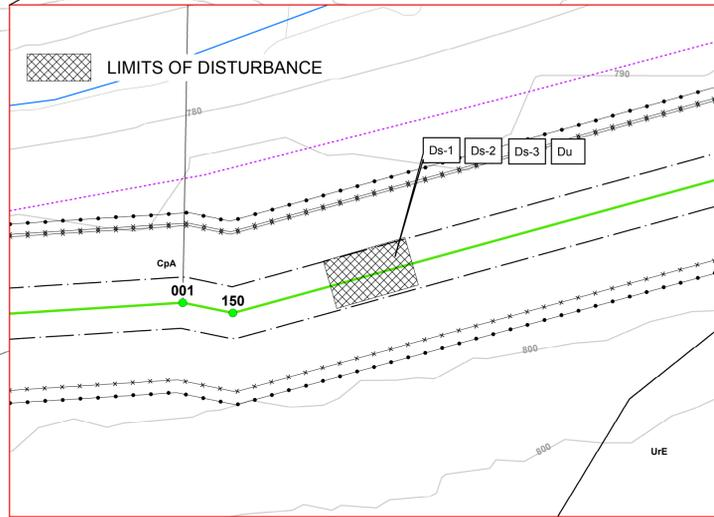 LIMITS OF DISTURBANCE
790
780
Ds-1 Ds-2 Ds-3 Du
CpA
001
150
800
800
UrE